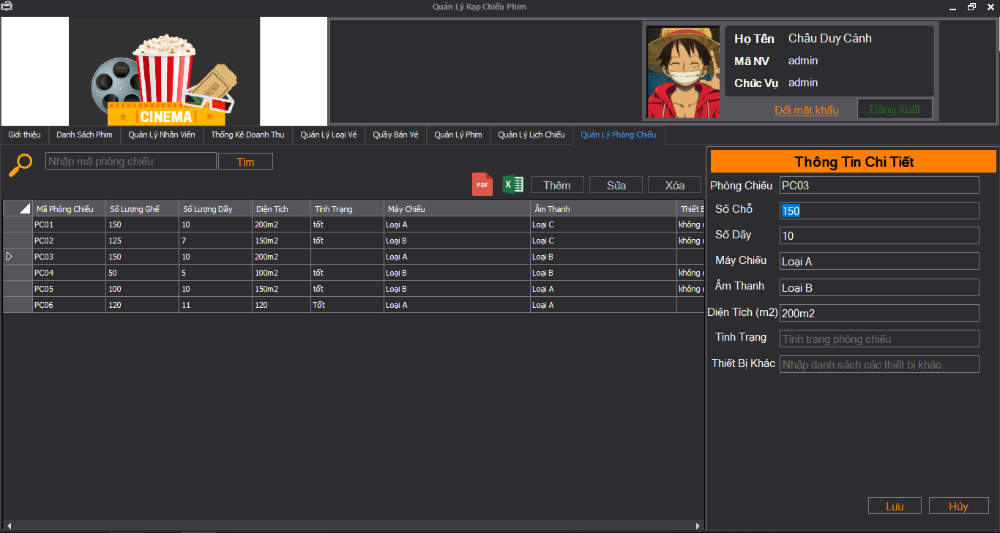 Quản Lý Rạp Chiếu Phim
CINEMA
CINEMA
Họ Tên Châu Duy Cảnh
Mã NV admin
Chức Vụ admin
Đổi mật khẩu Đăng Xuất
Giới thiệu Danh Sách Phim Quản Lý Nhân Viên Thống Kê Doanh Thu Quản Lý Loại Vé Quầy Bán Vé Quản Lý Phim Quản Lý Lịch Chiếu Quản Lý Phòng Chiếu
Nhập mã phòng chiếu Tìm
PDF X Thêm Sửa Xóa
Mã Phòng Chiếu Số Lượng Ghế Số Lượng Dãy Diện Tích Tình Trạng Máy Chiếu Âm Thanh Thiết B
PC01 150 10 200m2 tốt Loại A Loại C không
PC02 125 7 150m2 tốt Loại B Loại C không
PC03 150 10 200m2 Loại A Loại B
PC04 50 5 100m2 tốt Loại B Loại B không
PC05 100 10 150m2 tốt Loại B Loại A không
PC06 120 11 120 Tốt Loại A Loại A
Thông Tin Chi Tiết
Phòng Chiếu PC03
Số Chỗ 150
Số Dãy 10
Máy Chiếu Loại A
Âm Thanh Loại B
Diện Tích (m2) 200m2
Tình Trạng Tình trạng phòng chiếu
Thiết Bị Khác Nhập danh sách các thiết bị khác
Lưu Hủy